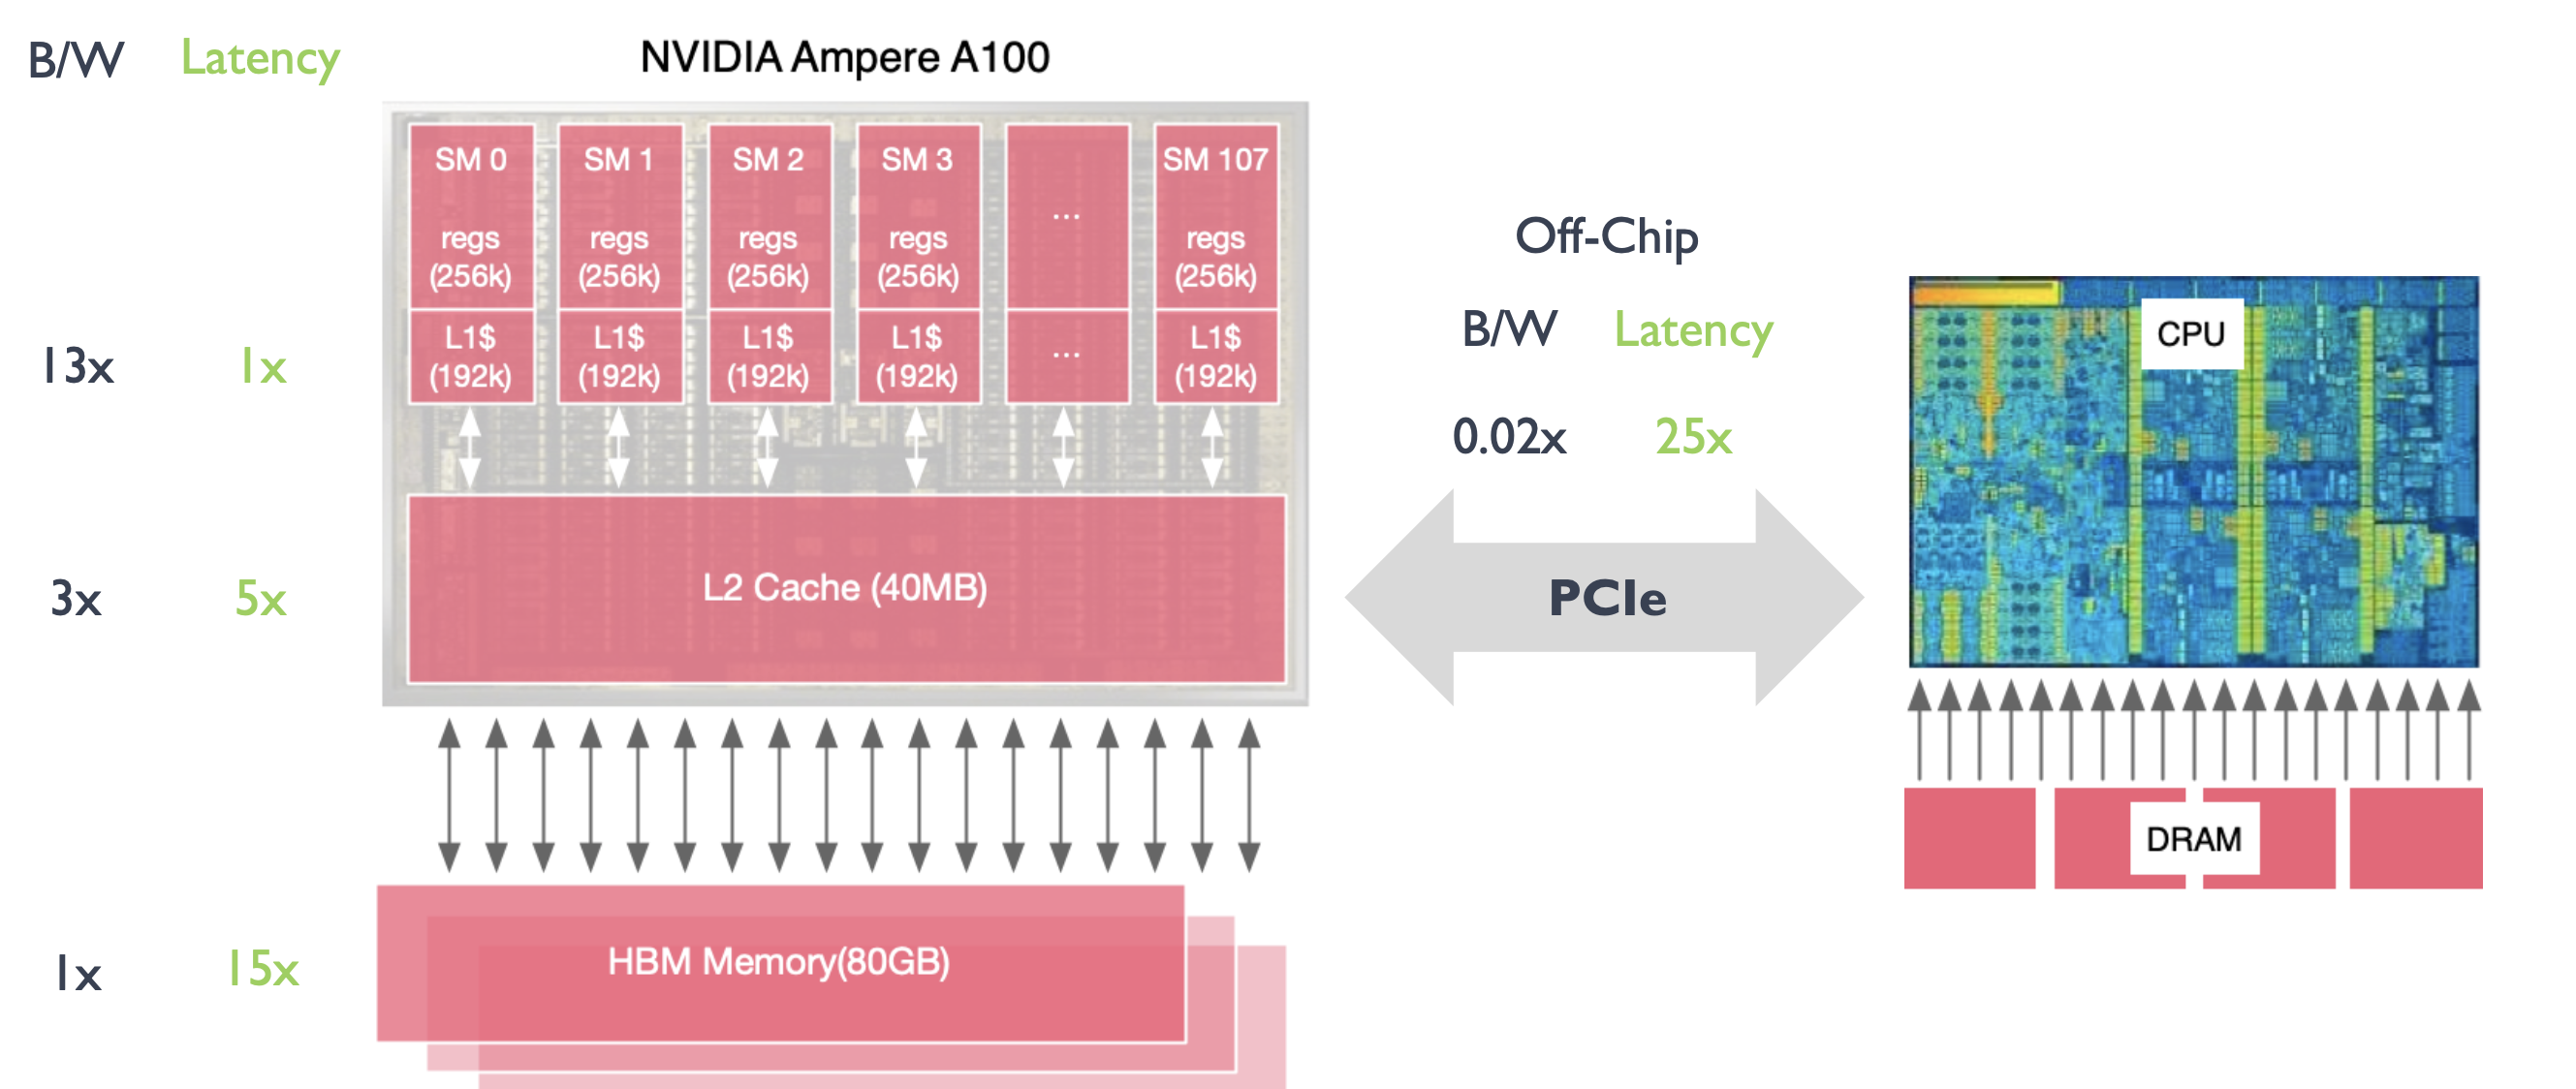 B/W Latency
NVIDIA Ampere A100
SM 0 SM 1 SM 2 SM 3 ... SM 107
regs regs regs regs regs
(256k) (256k) (256k) (256k) (256k)
13x 1x
L1$ L1$ L1$ L1$ ... L1$
(192k) (192k) (192k) (192k) (192k)
3x 5x
L2 Cache (40MB)
1x 15x
HBM Memory(80GB)
Off-Chip
B/W Latency
0.02x 25x
PCIe
CPU
DRAM